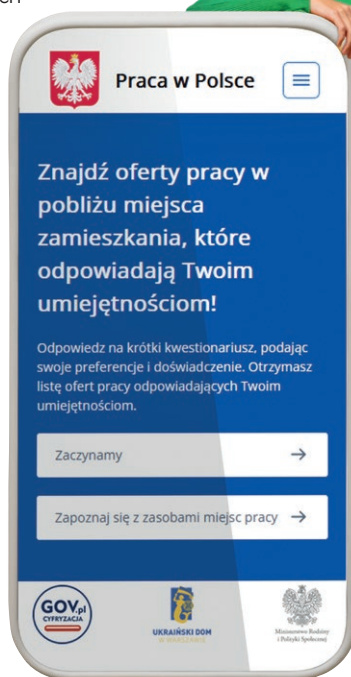 Praca w Polsce
Znajdź oferty pracy w
pobliżu miejsca
zamieszkania, które
odpowiadają Twoim
umiejętnościom!
Odpowiedz na krótki kwestionariusz, podając
swoje preferencje i doświadczenie. Otrzymasz
listę ofert pracy odpowiadających Twoim
umiejętnościom.
Zaczynamy →
Zapoznaj się z zasobami miejsc pracy →
GOV.pl
CYFRYZACJA
UKRAIŃSKI DOM
W WARSZAWIE
Ministerstwo Rodziny
i Polityki Społecznej